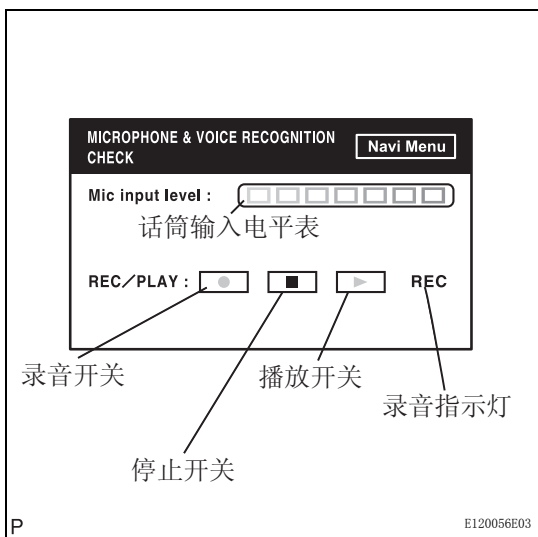 MICROPHONE & VOICE RECOGNITION
CHECK
Navi Menu
Mic input level :
话筒输入电平表
REC／PLAY :
REC
录音开关
播放开关
录音指示灯
停止开关
P
E120056E03